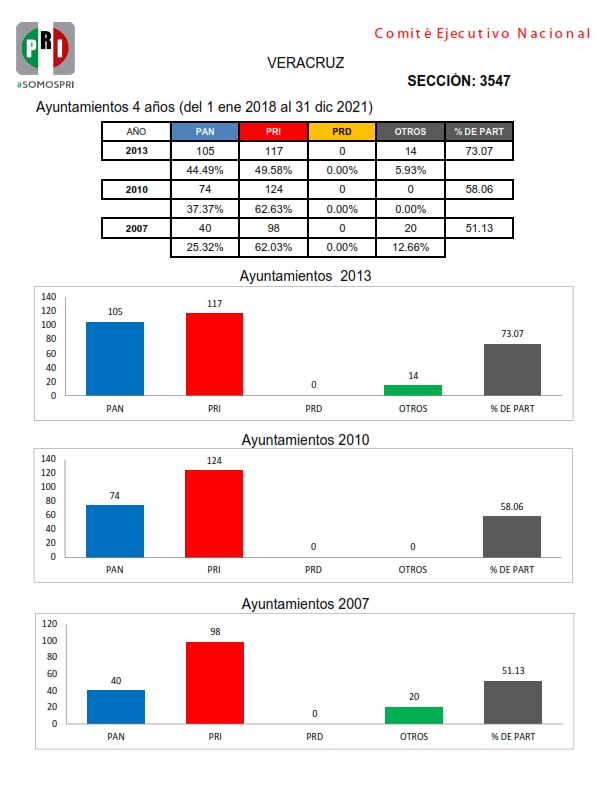 Comité Ejecutivo Nacional
PRI
#SOMOSPRI
VERACRUZ
SECCIÒN: 3547
Ayuntamientos 4 años (del 1 ene 2018 al 31 dic 2021)
AÑO PAN PRI PRD OTROS % DE PART
2013 105 117 0 14 73.07
44.49% 49.58% 0.00% 5.93%
2010 74 124 0 0 58.06
37.37% 62.63% 0.00% 0.00%
2007 40 98 0 20 51.13
25.32% 62.03% 0.00% 12.66%
Ayuntamientos 2013
140
120
100
80
60
40
20
0
105 117 0 14 73.07
PAN PRI PRD OTROS % DE PART
Ayuntamientos 2010
140
120
100
80
60
40
20
0
74 124 0 0 58.06
PAN PRI PRD OTROS % DE PART
Ayuntamientos 2007
120
100
80
60
40
20
0
40 98 0 20 51.13
PAN PRI PRD OTROS % DE PART